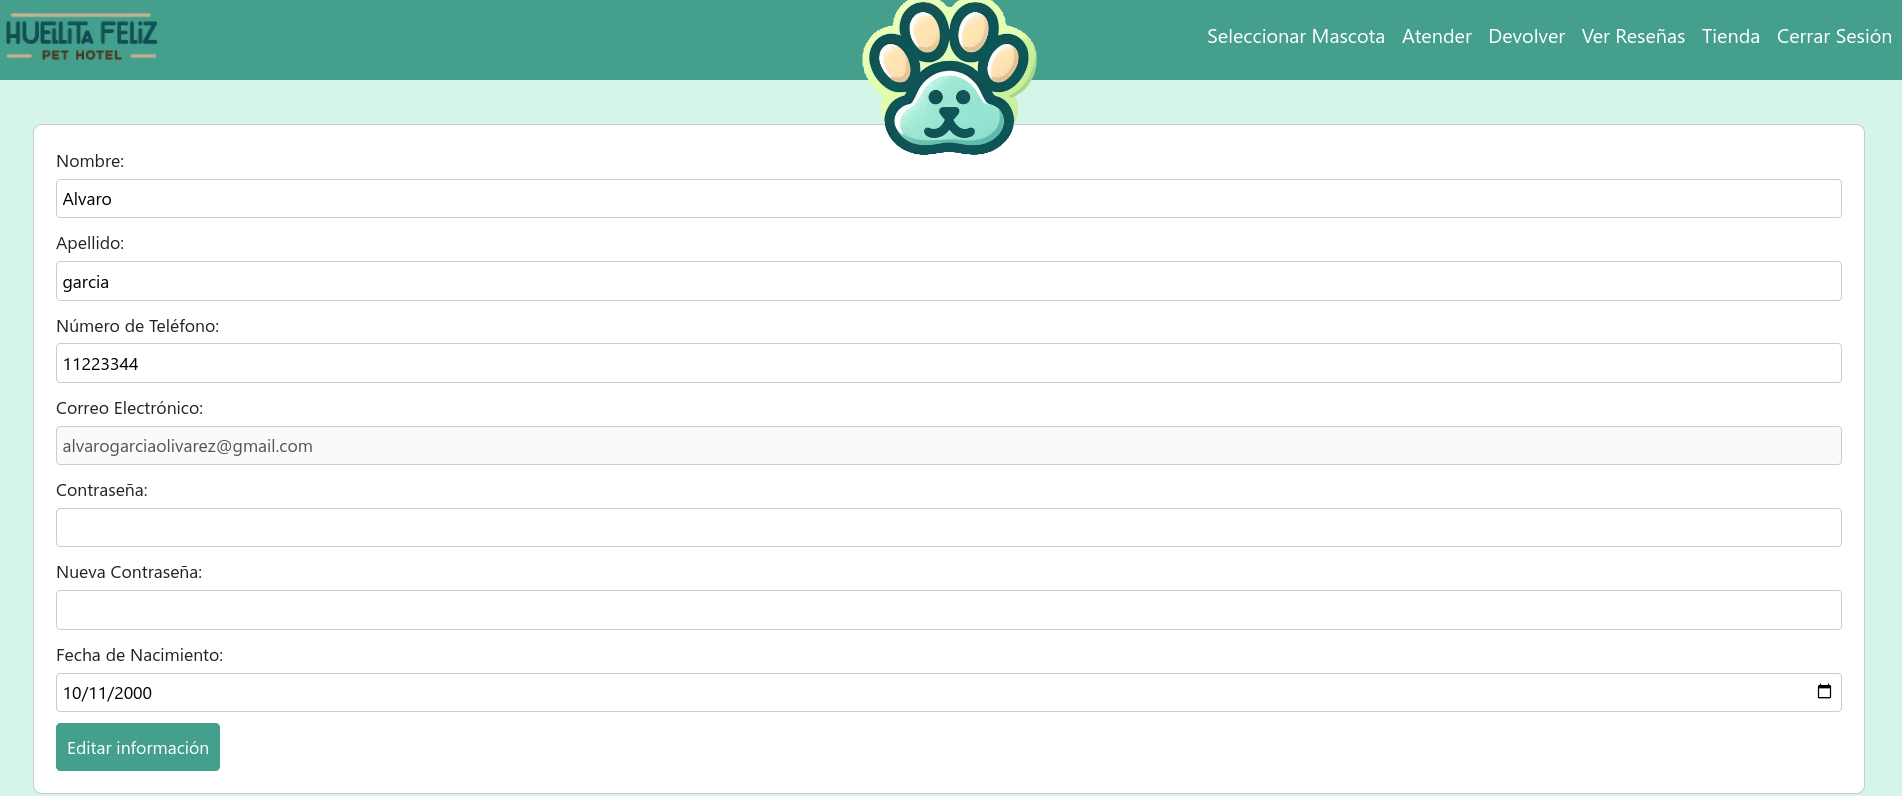 HUELLITA FELIZ
PET HOTEL
Seleccionar Mascota Atender Devolver Ver Reseñas Tienda Cerrar Sesión
Nombre:
Alvaro
Apellido:
garcia
Número de Teléfono:
11223344
Correo Electrónico:
alvarogarciaolivarez@gmail.com
Contraseña:
Nueva Contraseña:
Fecha de Nacimiento:
10/11/2000
Editar información